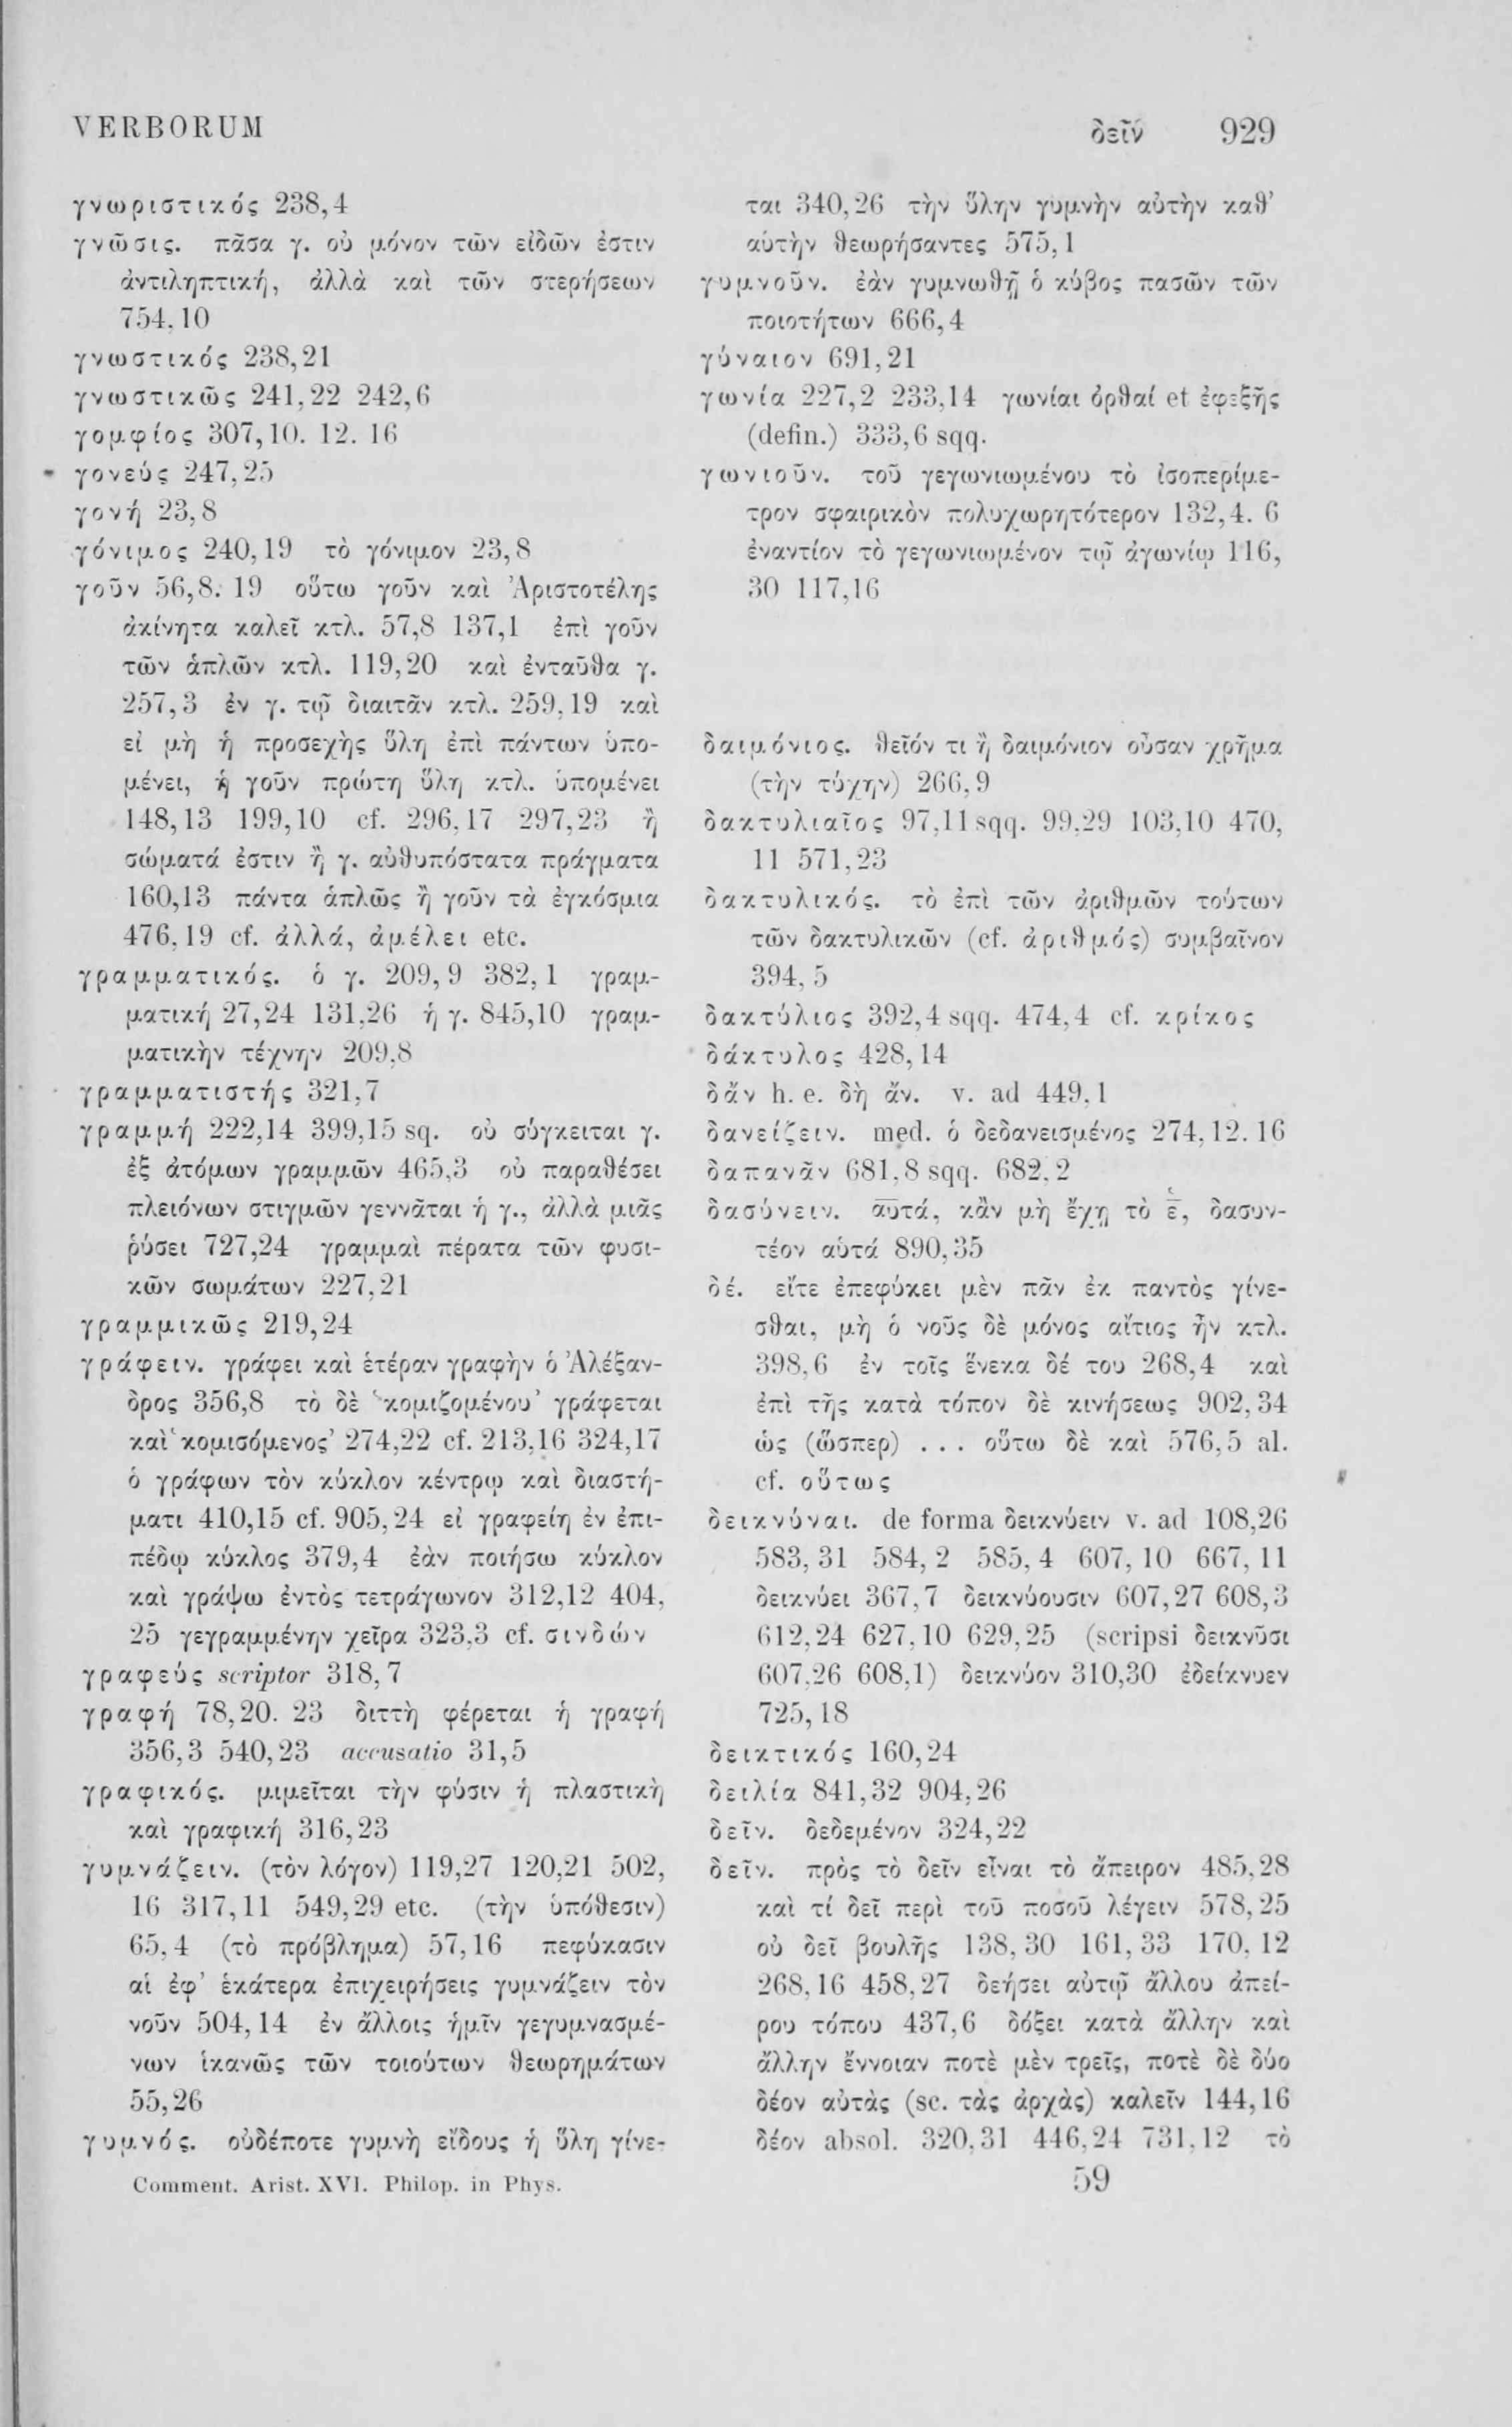 VERBORUM
δεῖν 929
γνωριστικός 238,4
γνῶσις. πᾶσα γ. οὐ μόνον τῶν εἰδῶν ἐστιν
ἀντιληπτική, ἀλλὰ καὶ τῶν στερήσεων
754,10
γνωστικός 238,21
γνωστικῶς 241,22 242,6
γομφίος 307,10. 12. 16
γονεύς 247,25
γονή 23,8
γόνιμος 240,19 τὸ γόνιμον 23,8
γοῦν 56,8. 19 οὕτω γοῦν καὶ Ἀριστοτέλης
ἀκίνητα καλεῖ κτλ. 57,8 137,1 ἐπὶ γοῦν
τῶν ἁπλῶν κτλ. 119,20 καὶ ἐνταῦθα γ.
257,3 ἐν γ. τῷ διαιτᾶν κτλ. 259,19 καὶ
εἰ μὴ ἡ προσεχὴς ὕλη ἐπὶ πάντων ὑπο-
μένει, ἡ γοῦν πρώτη ὕλη κτλ. ὑπομένει
148,13 199,10 cf. 296,17 297,23 ἢ
σώματά ἐστιν ἢ γ. αὐθυπόστατα πράγματα
160,13 πάντα ἁπλῶς ἢ γοῦν τὰ ἐγκόσμια
476,19 cf. ἀλλά, ἀμέλει etc.
γραμματικός. ὁ γ. 209,9 382,1 γραμ-
ματική 27,24 131,26 ἡ γ. 845,10 γραμ-
ματικὴν τέχνην 209,8
γραμματιστής 321,7
γραμμή 222,14 399,15 sq. οὐ σύγκειται γ.
ἐξ ἀτόμων γραμμῶν 465,3 οὐ παραθέσει
πλειόνων στιγμῶν γεννᾶται ἡ γ., ἀλλὰ μιᾶς
ῥύσει 727,24 γραμμαὶ πέρατα τῶν φυσι-
κῶν σωμάτων 227,21
γραμμικῶς 219,24
γράφειν. γράφει καὶ ἑτέραν γραφὴν ὁ Ἀλέξαν-
δρος 356,8 τὸ δὲ ‘κομιζομένου’ γράφεται
καὶ ‘κομισόμενος’ 274,22 cf. 213,16 324,17
ὁ γράφων τὸν κύκλον κέντρῳ καὶ διαστή-
ματι 410,15 cf. 905,24 εἰ γραφείη ἐν ἐπι-
πέδῳ κύκλος 379,4 ἐὰν ποιήσω κύκλον
καὶ γράψω ἐντὸς τετράγωνον 312,12 404,
25 γεγραμμένην χεῖρα 323,3 cf. σινδών
γραφεύς scriptor 318,7
γραφή 78,20. 23 διττὴ φέρεται ἡ γραφή
356,3 540,23 accusatio 31,5
γραφικός. μιμεῖται τὴν φύσιν ἡ πλαστικὴ
καὶ γραφική 316,23
γυμνάζειν. (τὸν λόγον) 119,27 120,21 502,
16 317,11 549,29 etc. (τὴν ὑπόθεσιν)
65,4 (τὸ πρόβλημα) 57,16 πεφύκασιν
αἱ ἐφ’ ἑκάτερα ἐπιχειρήσεις γυμνάζειν τὸν
νοῦν 504,14 ἐν ἄλλοις ἡμῖν γεγυμνασμέ-
νων ἱκανῶς τῶν τοιούτων θεωρημάτων
55,26
γυμνός. οὐδέποτε γυμνὴ εἴδους ἡ ὕλη γίνε-
ται 340,26 τὴν ὕλην γυμνὴν αὐτὴν καθ’
αὑτὴν θεωρήσαντες 575,1
γυμνοῦν. ἐὰν γυμνωθῇ ὁ κύβος πασῶν τῶν
ποιοτήτων 666,4
γύναιον 691,21
γωνία 227,2 233,14 γωνίαι ὀρθαί et ἐφεξῆς
(defin.) 333,6 sqq.
γωνιοῦν. τοῦ γεγωνιωμένου τὸ ἰσοπερίμε-
τρον σφαιρικὸν πολυχωρητότερον 132,4. 6
ἐναντίον τὸ γεγωνιωμένον τῷ ἀγωνίῳ 116,
30 117,16
δαιμόνιος. θεῖόν τι ἢ δαιμόνιον οὖσαν χρῆμα
(τὴν τύχην) 266,9
δακτυλιαῖος 97,11 sqq. 99,29 103,10 470,
11 571,23
δακτυλικός. τὸ ἐπὶ τῶν ἀριθμῶν τούτων
τῶν δακτυλικῶν (cf. ἀριθμός) συμβαῖνον
394,5
δακτύλιος 392,4 sqq. 474,4 cf. κρίκος
δάκτυλος 428,14
δἄν h. e. δὴ ἄν. v. ad 449,1
δανείζειν. med. ὁ δεδανεισμένος 274,12. 16
δαπανᾶν 681,8 sqq. 682,2
δασύνειν. αὐτά, κἂν μὴ ἔχῃ τὸ ε̄, δασυν-
τέον αὑτά 890,35
δέ. εἴτε ἐπεφύκει μὲν πᾶν ἐκ παντὸς γίνε-
σθαι, μὴ ὁ νοῦς δὲ μόνος αἴτιος ἦν κτλ.
398,6 ἐν τοῖς ἕνεκα δέ του 268,4 καὶ
ἐπὶ τῆς κατὰ τόπον δὲ κινήσεως 902,34
ὡς (ὥσπερ) . . . οὕτω δὲ καὶ 576,5 al.
cf. οὕτως
δεικνύναι. de forma δεικνύειν v. ad 108,26
583,31 584,2 585,4 607,10 667,11
δεικνύει 367,7 δεικνύουσιν 607,27 608,3
612,24 627,10 629,25 (scripsi δεικνῦσι
607,26 608,1) δεικνύον 310,30 ἐδείκνυεν
725,18
δεικτικός 160,24
δειλία 841,32 904,26
δεῖν. δεδεμένον 324,22
δεῖν. πρὸς τὸ δεῖν εἶναι τὸ ἄπειρον 485,28
καὶ τί δεῖ περὶ τοῦ ποσοῦ λέγειν 578,25
οὐ δεῖ βουλῆς 138,30 161,33 170,12
268,16 458,27 δεήσει αὐτῷ ἄλλου ἀπεί-
ρου τόπου 437,6 δόξει κατὰ ἄλλην καὶ
ἄλλην ἔννοιαν ποτὲ μὲν τρεῖς, ποτὲ δὲ δύο
δέον αὐτὰς (sc. τὰς ἀρχὰς) καλεῖν 144,16
δέον absol. 320,31 446,24 731,12 τὸ
Comment. Arist. XVI. Philop. in Phys.
59